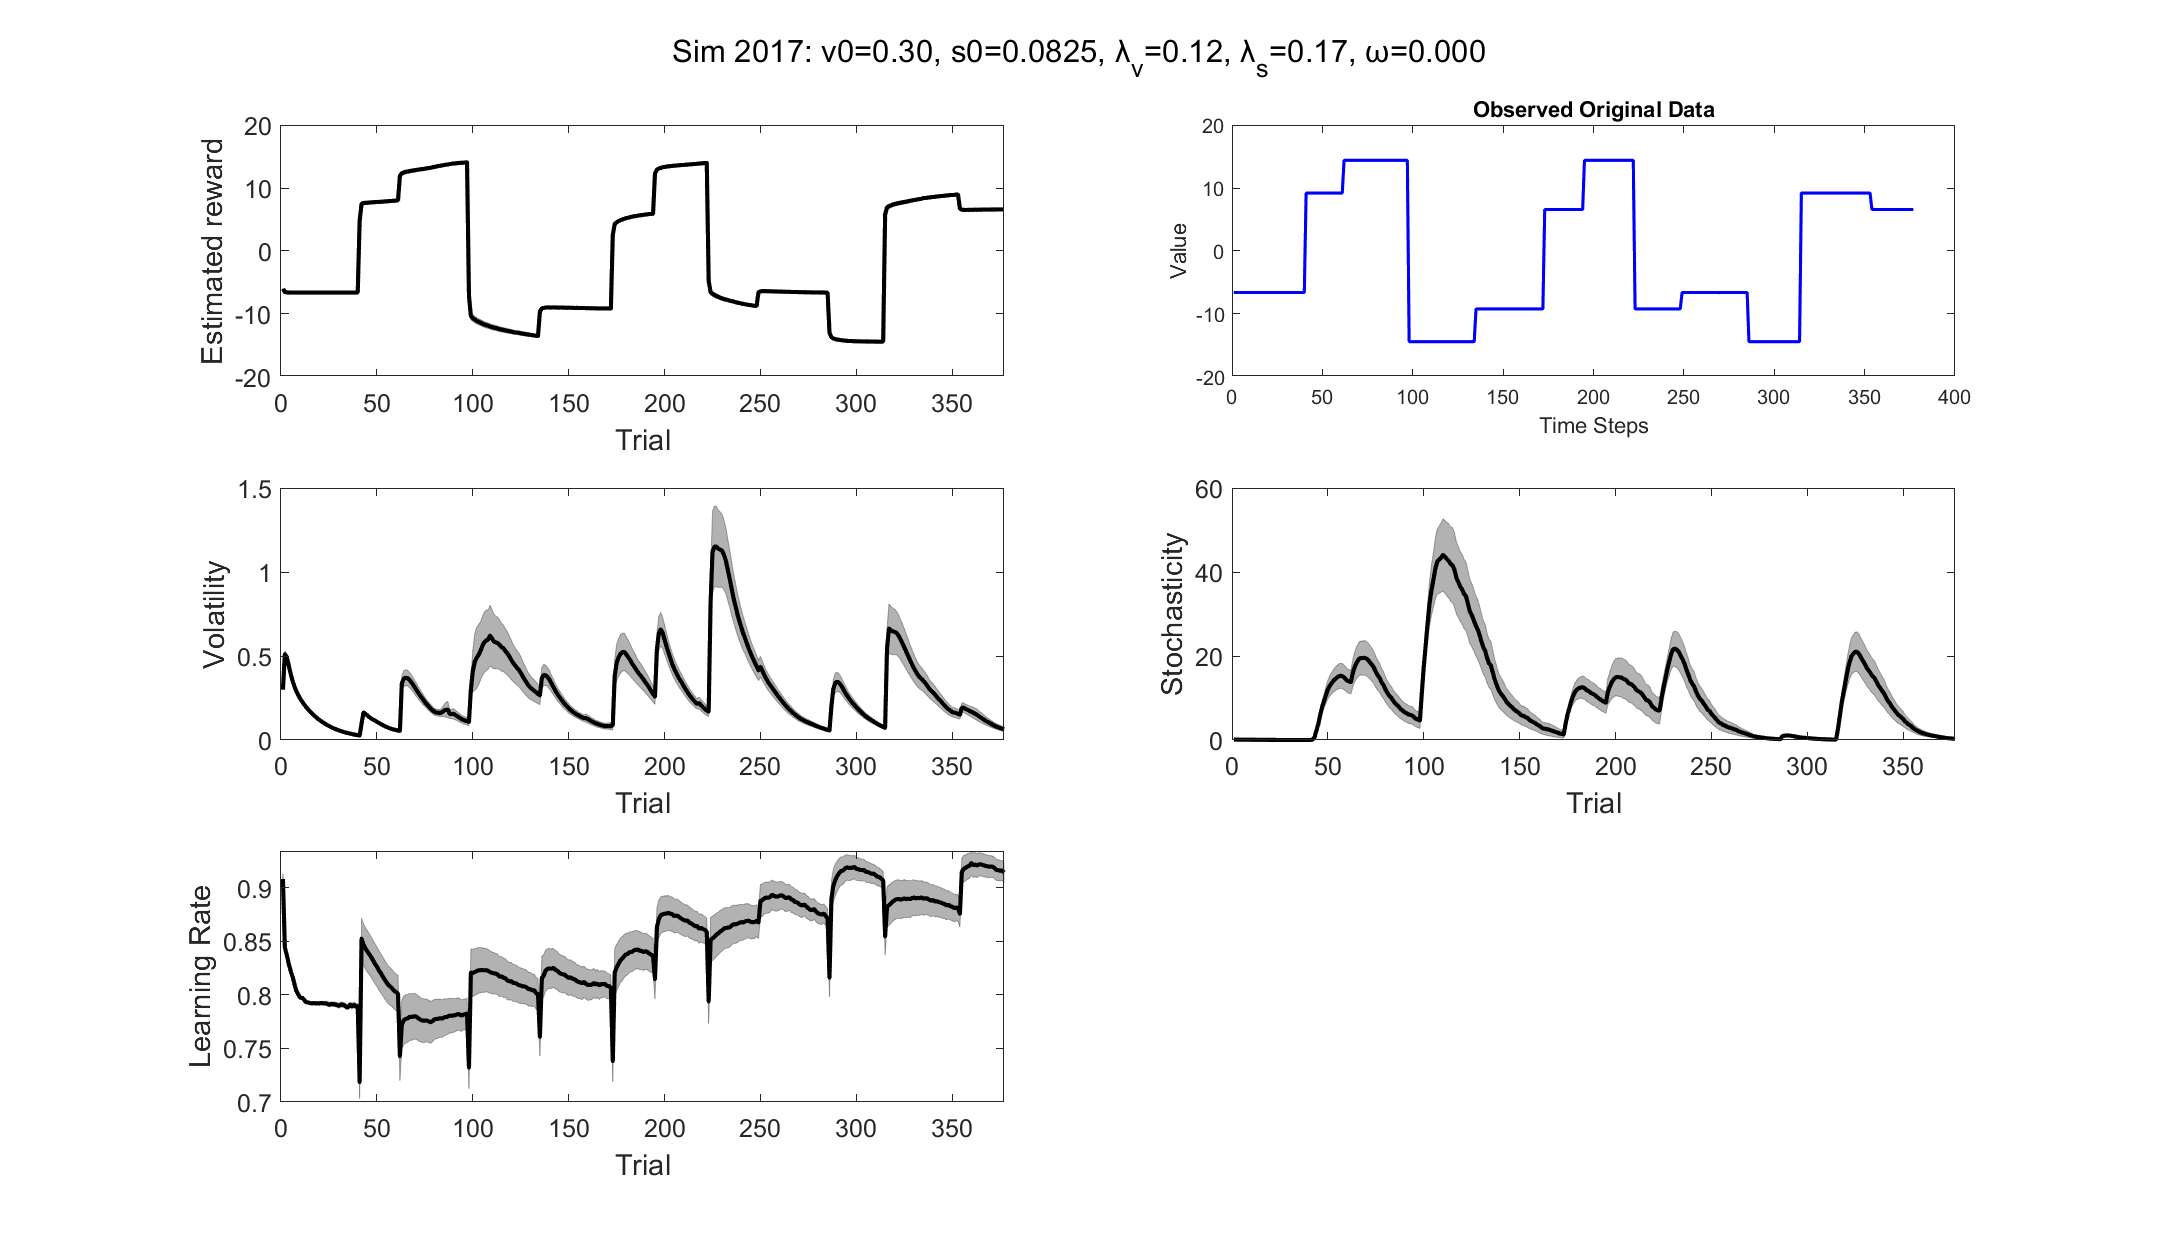 Sim 2017: v0=0.30, s0=0.0825, λv=0.12, λs=0.17, ω=0.000
20
10
0
-10
-20
Estimated reward
0 50 100 150 200 250 300 350
Trial
Observed Original Data
20
10
0
-10
-20
Value
0 50 100 150 200 250 300 350 400
Time Steps
1.5
1
0.5
0
Volatility
0 50 100 150 200 250 300 350
Trial
60
40
20
0
Stochasticity
0 50 100 150 200 250 300 350
Trial
0.9
0.85
0.8
0.75
0.7
Learning Rate
0 50 100 150 200 250 300 350
Trial